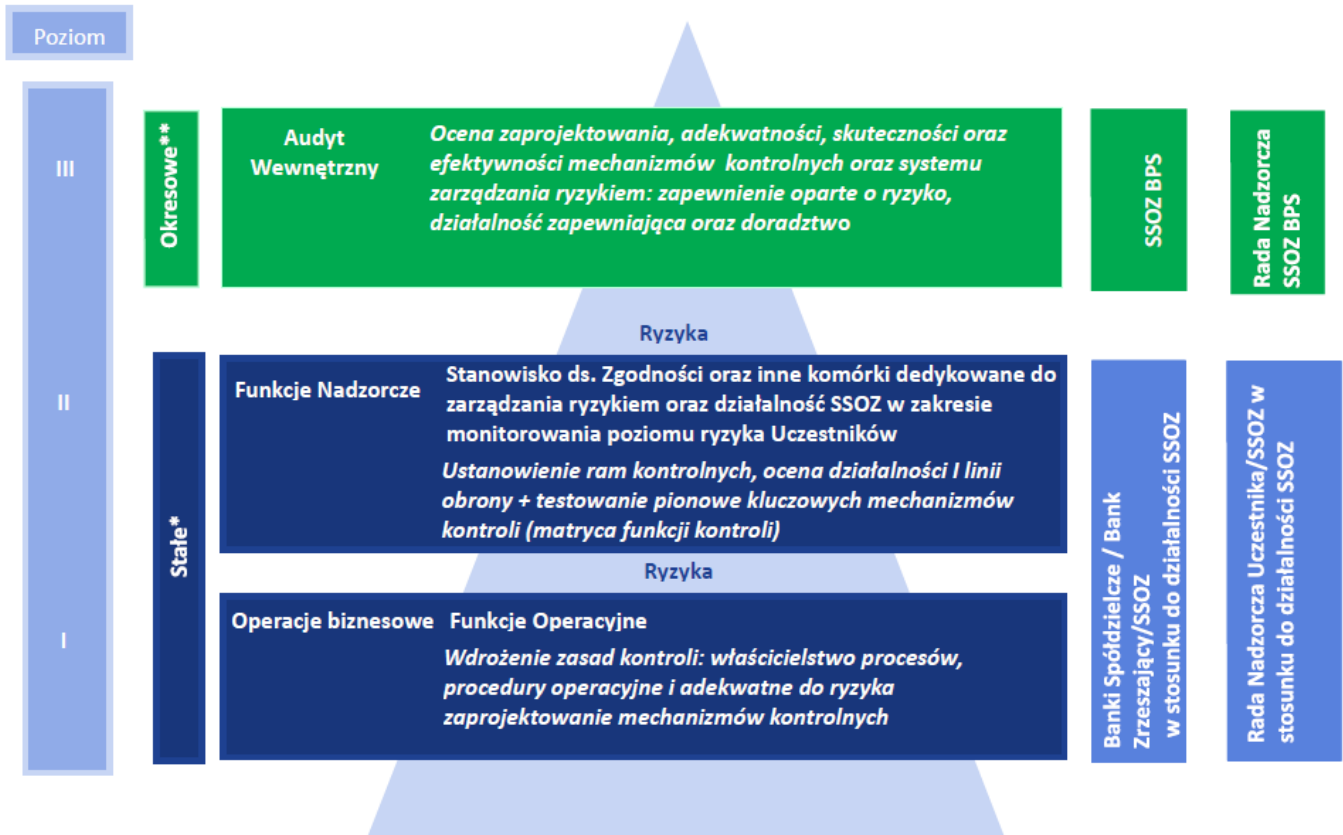 Poziom
III
Okresowe**
Audyt
Wewnętrzny
Ocena zaprojektowania, adekwatności, skuteczności oraz
efektywności mechanizmów kontrolnych oraz systemu
zarządzania ryzykiem: zapewnienie oparte o ryzyko,
działalność zapewniająca oraz doradztwo
SSOZ BPS
Rada Nadzorcza
SSOZ BPS
Ryzyka
II
Stałe*
Funkcje Nadzorcze
Stanowisko ds. Zgodności oraz inne komórki dedykowane do
zarządzania ryzykiem oraz działalność SSOZ w zakresie
monitorowania poziomu ryzyka Uczestników
Ustanowienie ram kontrolnych, ocena działalności I linii
obrony + testowanie pionowe kluczowych mechanizmów
kontroli (matryca funkcji kontroli)
Ryzyka
I
Operacje biznesowe
Funkcje Operacyjne
Wdrożenie zasad kontroli: właścicielstwo procesów,
procedury operacyjne i adekwatne do ryzyka
zaprojektowanie mechanizmów kontrolnych
Banki Spółdzielcze / Bank
Zrzeszający/SSOZ
w stosunku do działalności SSOZ
Rada Nadzorcza Uczestnika/SSOZ w
stosunku do działalności SSOZ